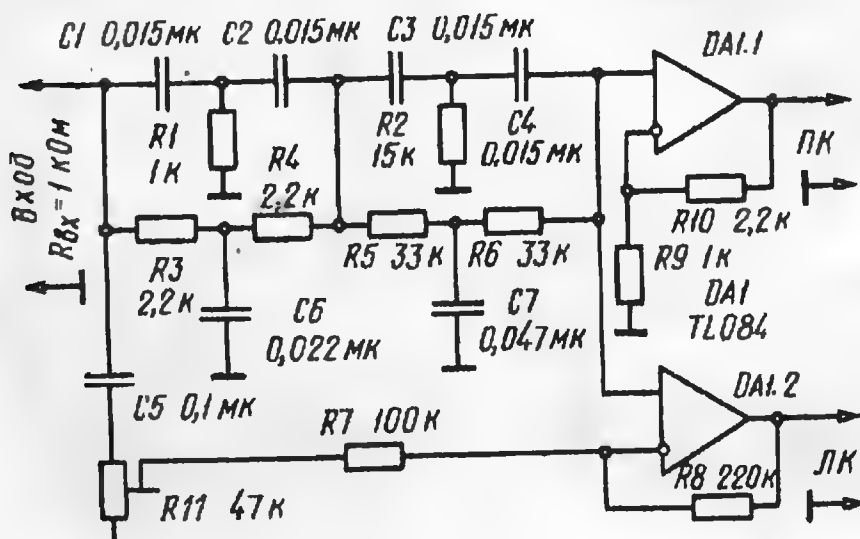 C1 0,015мк C2 0.015мк C3 0,015мк
DA1.1
R1
1к
R4
2,2к
R2
15к
C4
0,015мк
Вход
Rвх=1 кОм
ПК
R3
2,2к
R5 33к R6 33к
R10 2,2к
R9 1к
DA1
TL084
C6
0,022мк
C7
0,047мк
C5 0,1мк
R7 100к
DA1.2
R8 220к
R11 47к
ЛК